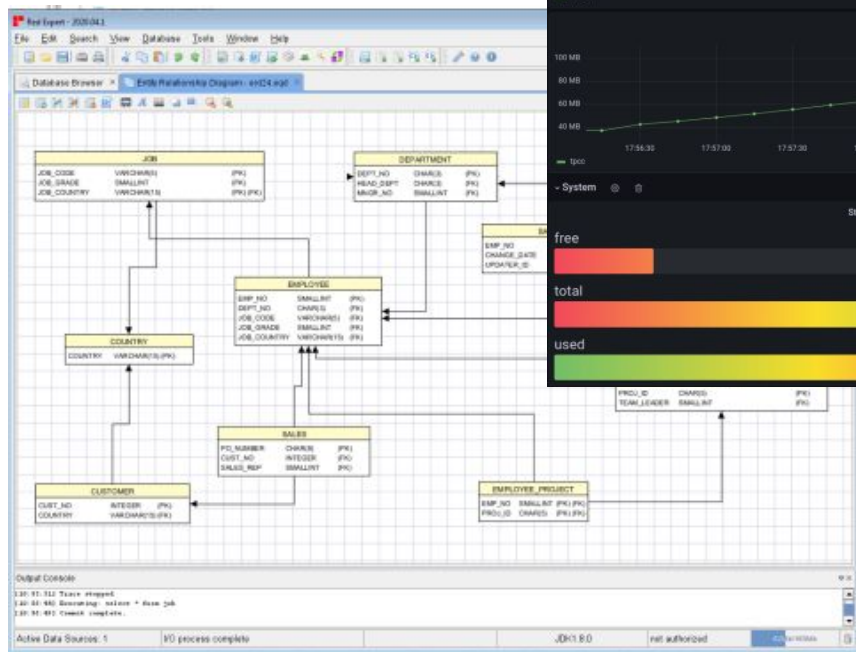 Red Expert - 2020.04.1
File Edit Search View Database Tools Window Help
Database Browser
Entity Relationship Diagram - erd24.eqd
JOB
JOB_CODE VARCHAR(5) (PK)
JOB_GRADE SMALLINT (PK)
JOB_COUNTRY VARCHAR(15) (PK) (FK)
DEPARTMENT
DEPT_NO CHAR(3) (PK)
HEAD_DEPT CHAR(3) (FK)
MNGR_NO SMALLINT (FK)
SA
EMP_NO
CHANGE_DATE
UPDATER_ID
EMPLOYEE
EMP_NO SMALLINT (PK)
DEPT_NO CHAR(3) (FK)
JOB_CODE VARCHAR(5) (FK)
JOB_GRADE SMALLINT (FK)
JOB_COUNTRY VARCHAR(15) (FK)
COUNTRY
COUNTRY VARCHAR(15) (PK)
PROJ_ID CHAR(5) (PK)
TEAM_LEADER SMALLINT (FK)
SALES
PO_NUMBER CHAR(8) (PK)
CUST_NO INTEGER (FK)
SALES_REP SMALLINT (FK)
CUSTOMER
CUST_NO INTEGER (PK)
COUNTRY VARCHAR(15) (FK)
EMPLOYEE_PROJECT
EMP_NO SMALLINT (PK) (FK)
PROJ_ID CHAR(5) (PK) (FK)
Output Console
Trace stopped
Executing: select * from job
Commit complete.
Active Data Sources: 1
I/O process complete
JDK1.8.0
not authorized
100 MB
80 MB
60 MB
40 MB
17:56:30 17:57:00 17:57:30
tpcc
System
free
total
used